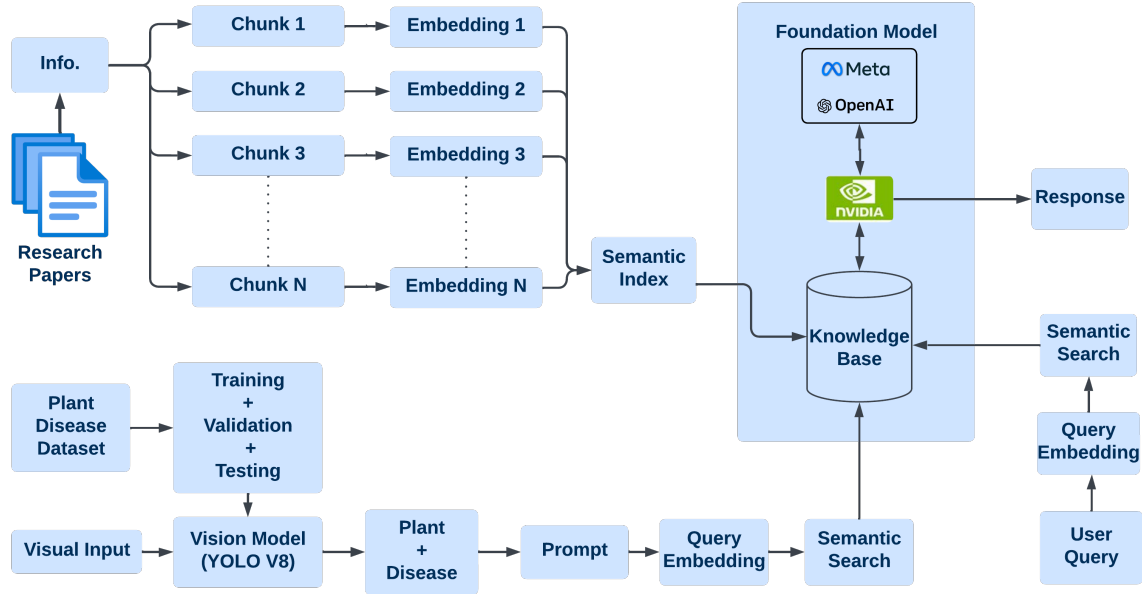 Chunk 1
Embedding 1
Foundation Model
Info.
Meta
Chunk 2
Embedding 2
OpenAI
Chunk 3
Embedding 3
NVIDIA
Response
Research
Papers
Chunk N
Embedding N
Semantic
Index
Knowledge
Base
Semantic
Search
Plant
Disease
Dataset
Training
+
Validation
+
Testing
Query
Embedding
Visual Input
Vision Model
(YOLO V8)
Plant
+
Disease
Prompt
Query
Embedding
Semantic
Search
User
Query